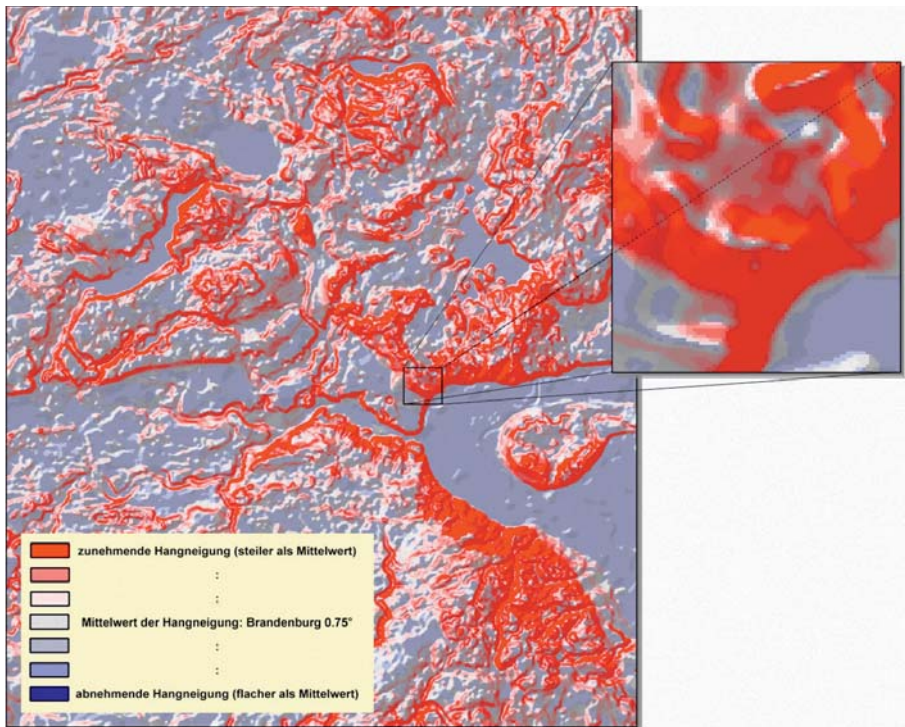 zunehmende Hangneigung (steiler als Mittelwert)
:
:
Mittelwert der Hangneigung: Brandenburg 0.75°
:
:
abnehmende Hangneigung (flacher als Mittelwert)